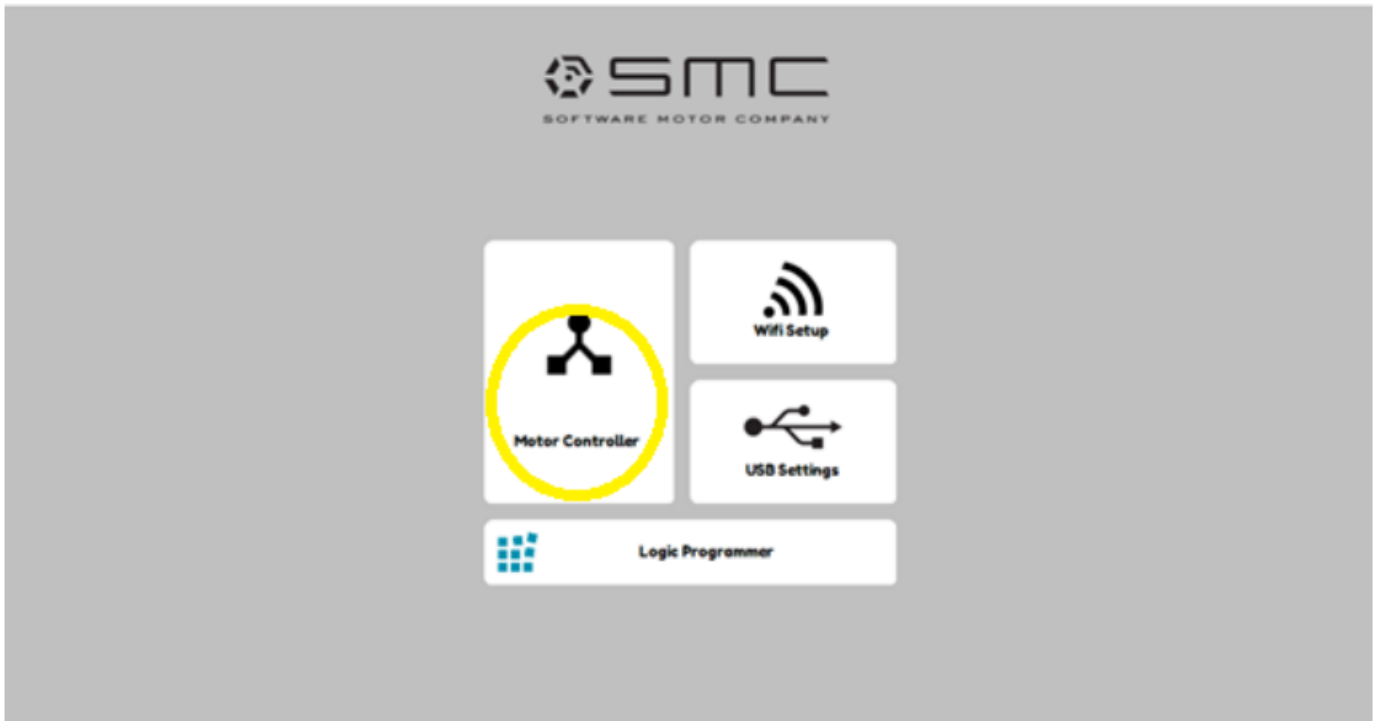 SMC
SOFTWARE MOTOR COMPANY
Wifi Setup
Motor Controller
USB Settings
Logic Programmer